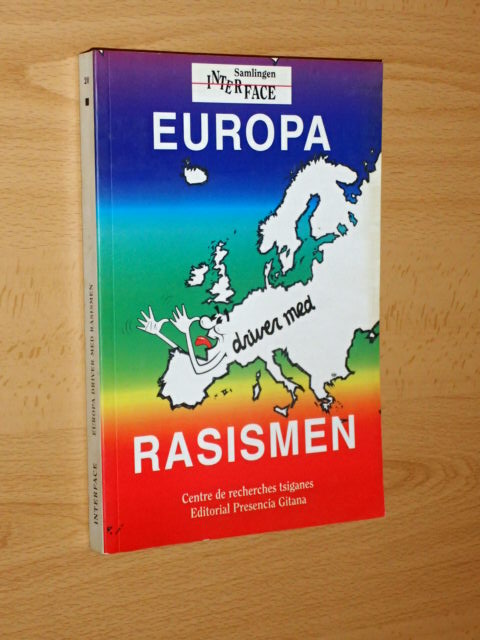 Samlingen
INTERFACE
EUROPA
driver med
RASISMEN
Centre de recherches tsiganes
Editorial Presencia Gitana
INTERFACE EUROPA DRIVER MED RASISMEN